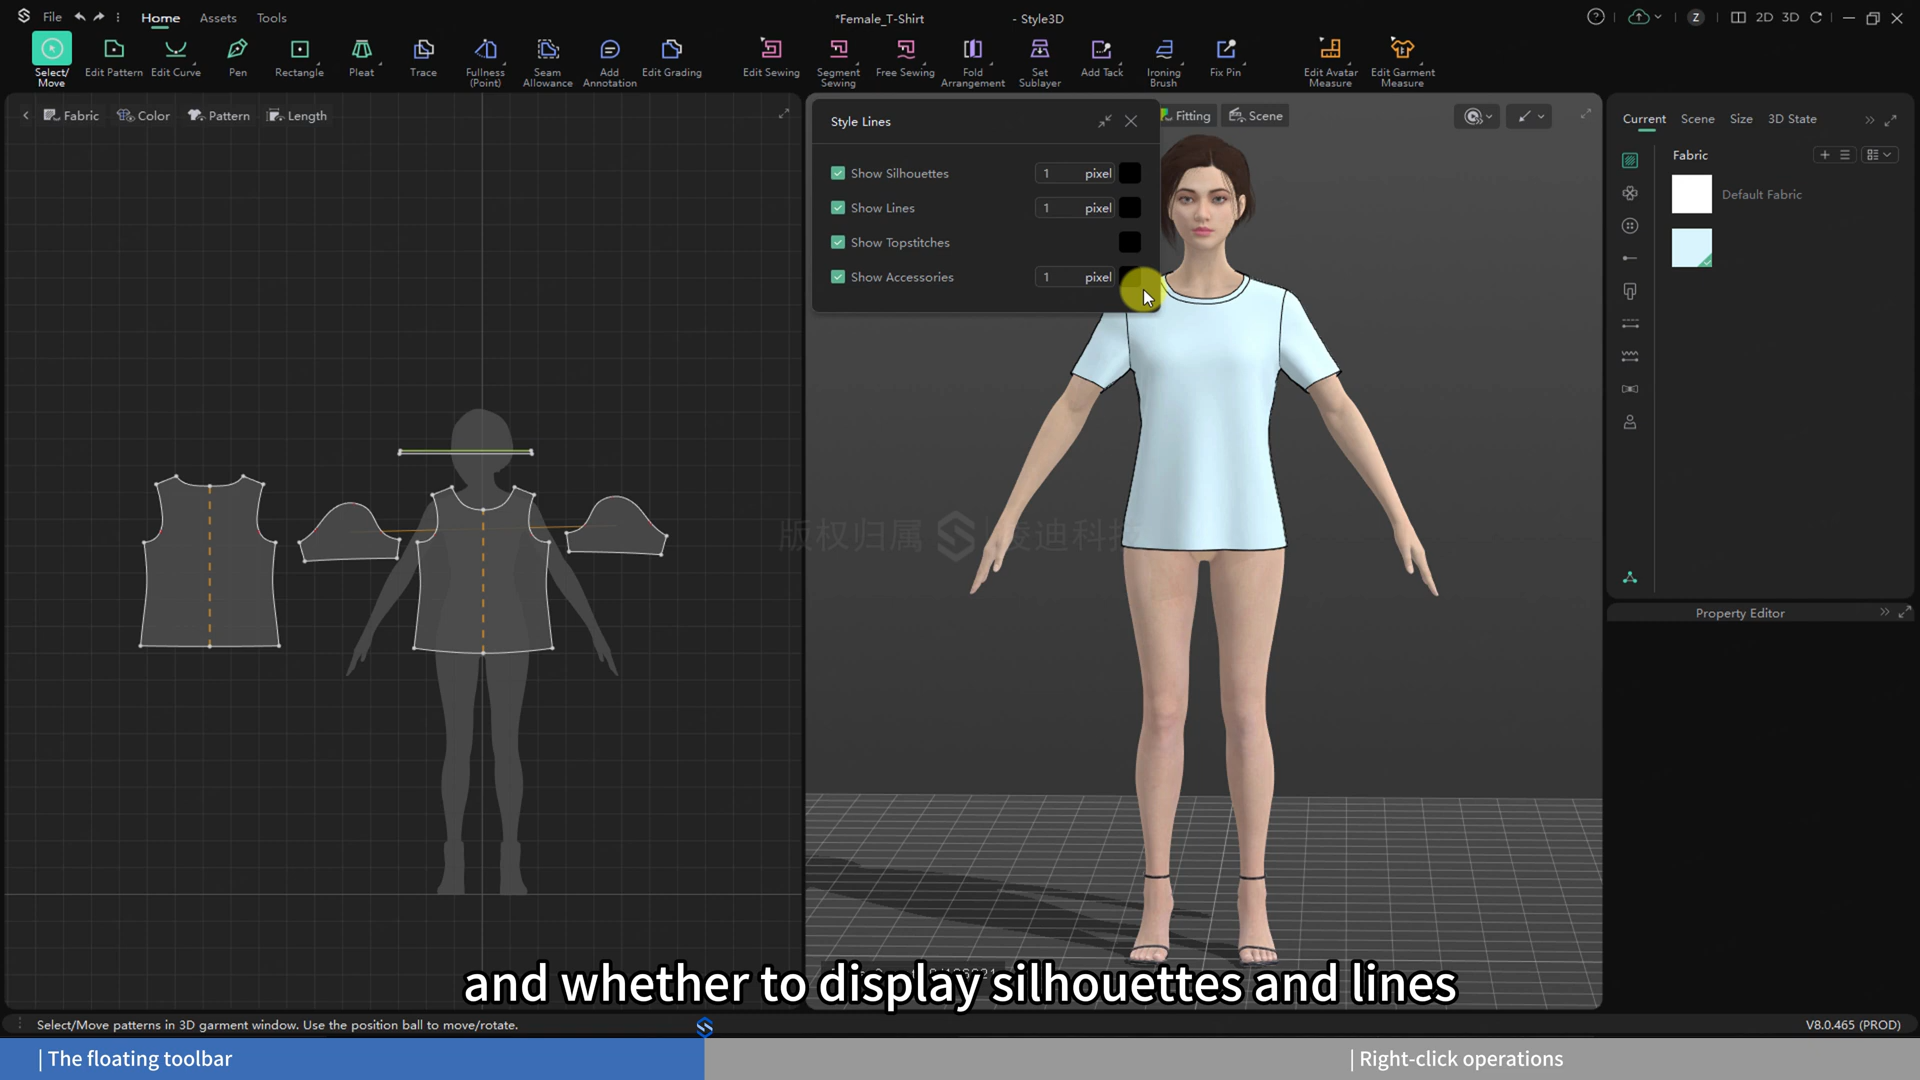 File
Home
Assets
Tools
*Female_T-Shirt - Style3D
Z
2D
3D
Select/
Move
Edit Pattern
Edit Curve
Pen
Rectangle
Pleat
Trace
Fullness
(Point)
Seam
Allowance
Add
Annotation
Edit Grading
Edit Sewing
Segment
Sewing
Free Sewing
Fold
Arrangement
Set
Sublayer
Add Tack
Ironing
Brush
Fix Pin
Edit Avatar
Measure
Edit Garment
Measure
Fabric
Color
Pattern
Length
Style Lines
Show Silhouettes 1 pixel
Show Lines 1 pixel
Show Topstitches
Show Accessories 1 pixel
Fitting
Scene
Current
Scene
Size
3D State
Fabric
Default Fabric
Property Editor
版权归属
凌迪科技
and whether to display silhouettes and lines
Select/Move patterns in 3D garment window. Use the position ball to move/rotate.
V8.0.465 (PROD)
| The floating toolbar
| Right-click operations